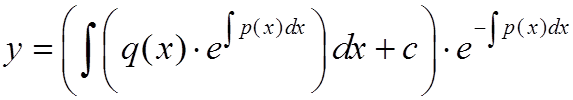 y = (∫(q(x)·e^{∫p(x)dx})dx + c)·e^{-∫p(x)dx}